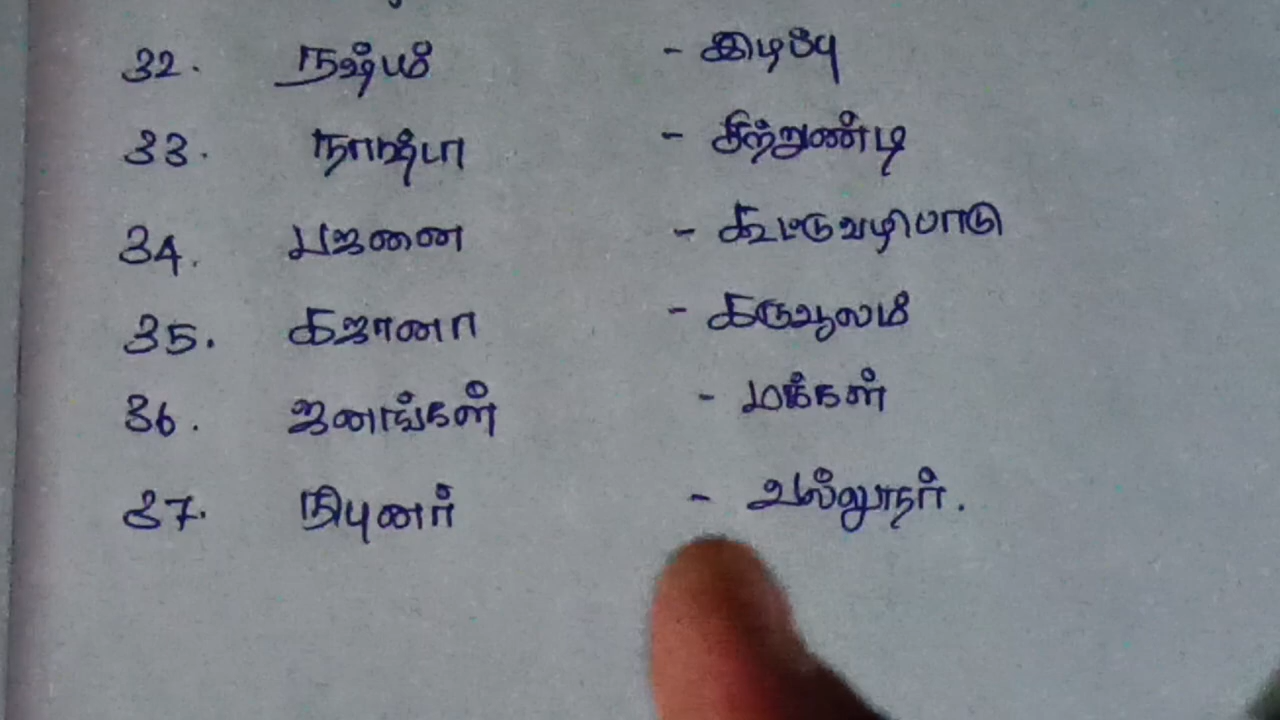 32. நஷ்டம் - இழப்பு
33. நாஷ்டா - சிற்றுண்டி
34. பஜனை - கூட்டுவழிபாடு
35. கஜானா - கருவூலம்
36. ஜனங்கள் - மக்கள்
37. நிபுனர் - வல்லுநர்.